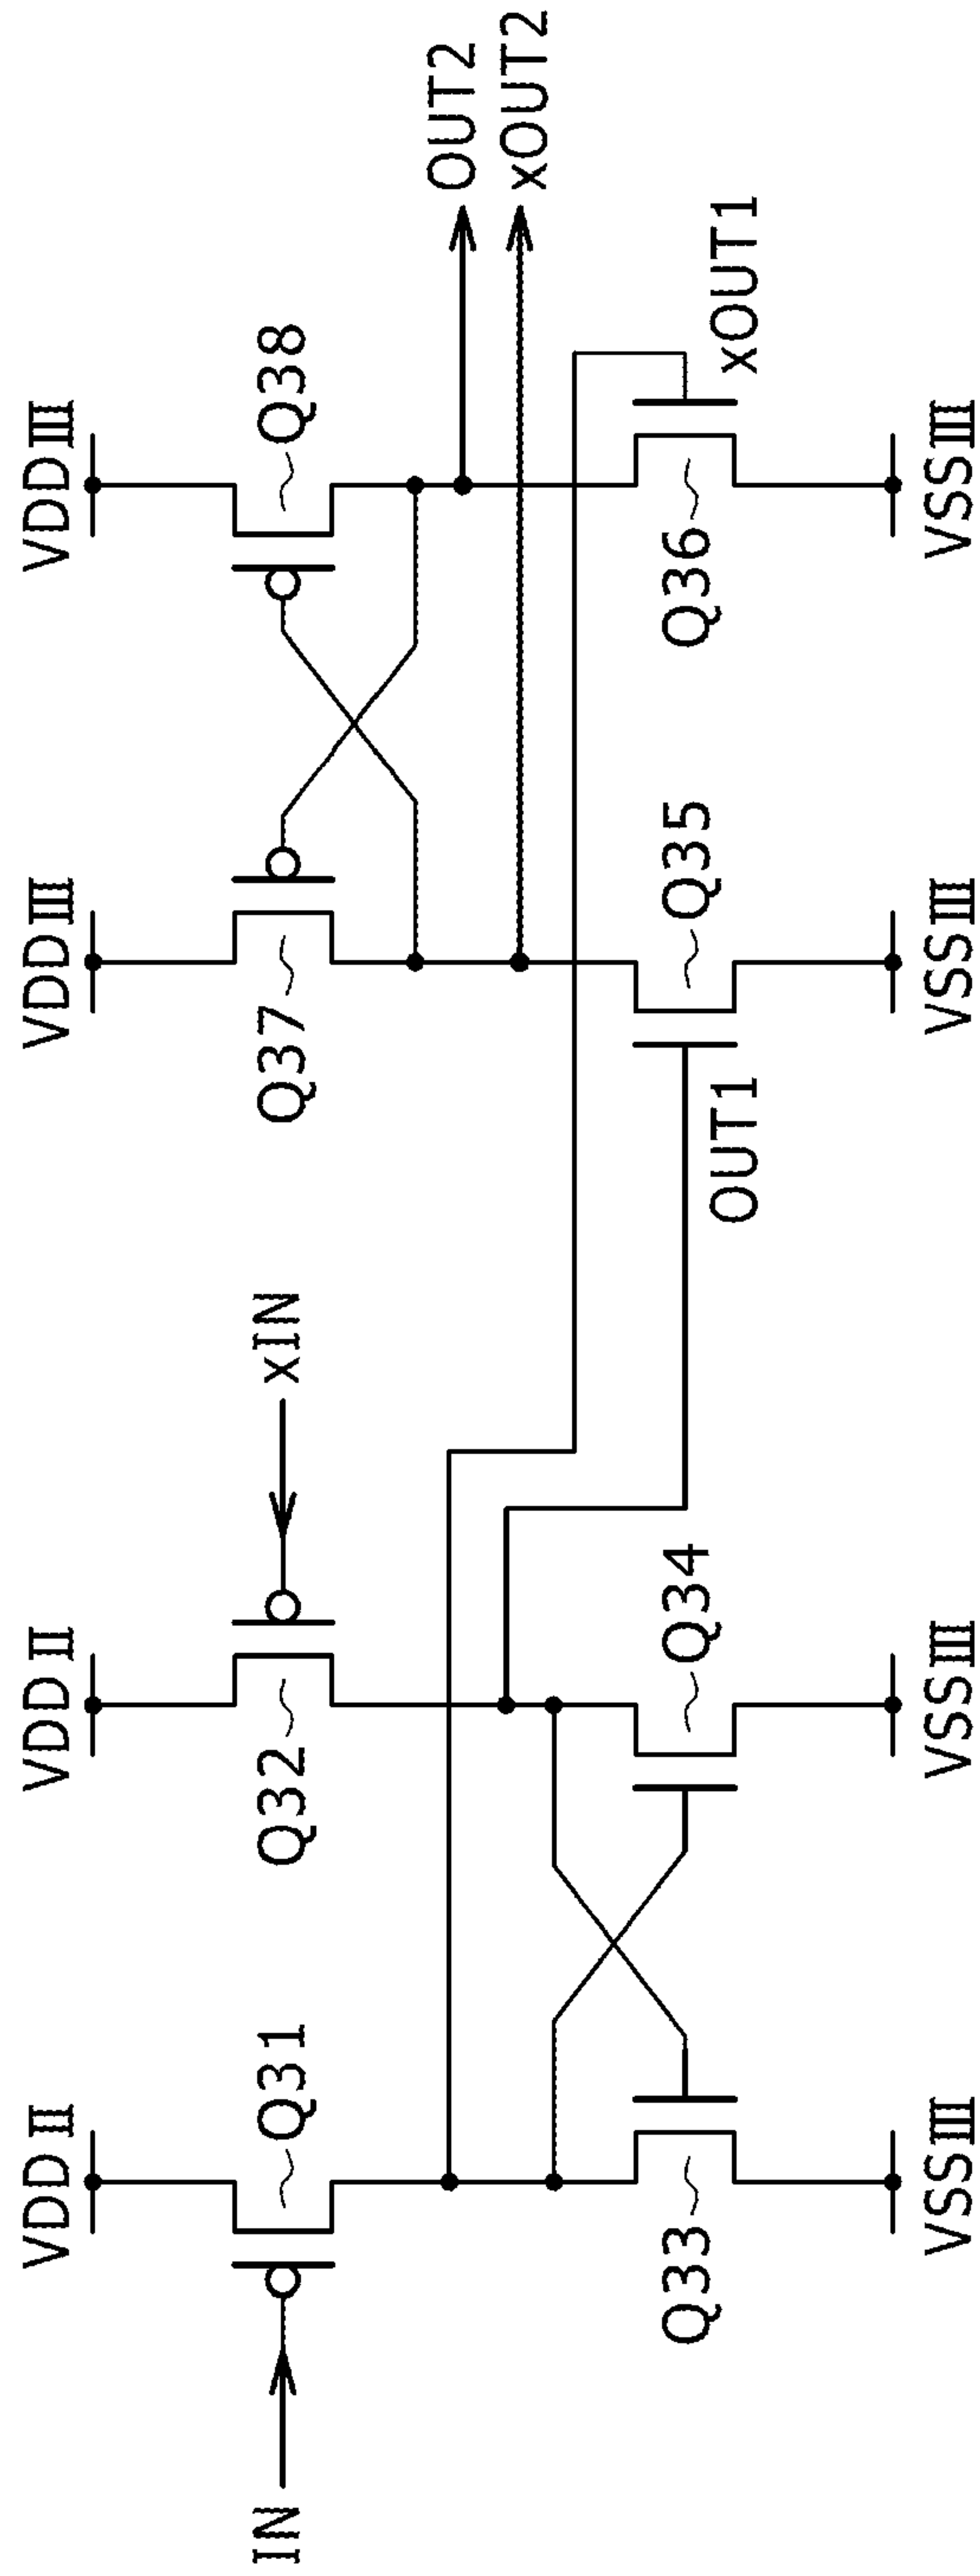 VDDⅡ
VDDⅡ
VDDⅢ
VDDⅢ
IN
Q31
Q32
xIN
Q37
Q38
OUT2
xOUT2
Q33
Q34
Q35
Q36
OUT1
xOUT1
VSSⅢ
VSSⅢ
VSSⅢ
VSSⅢ